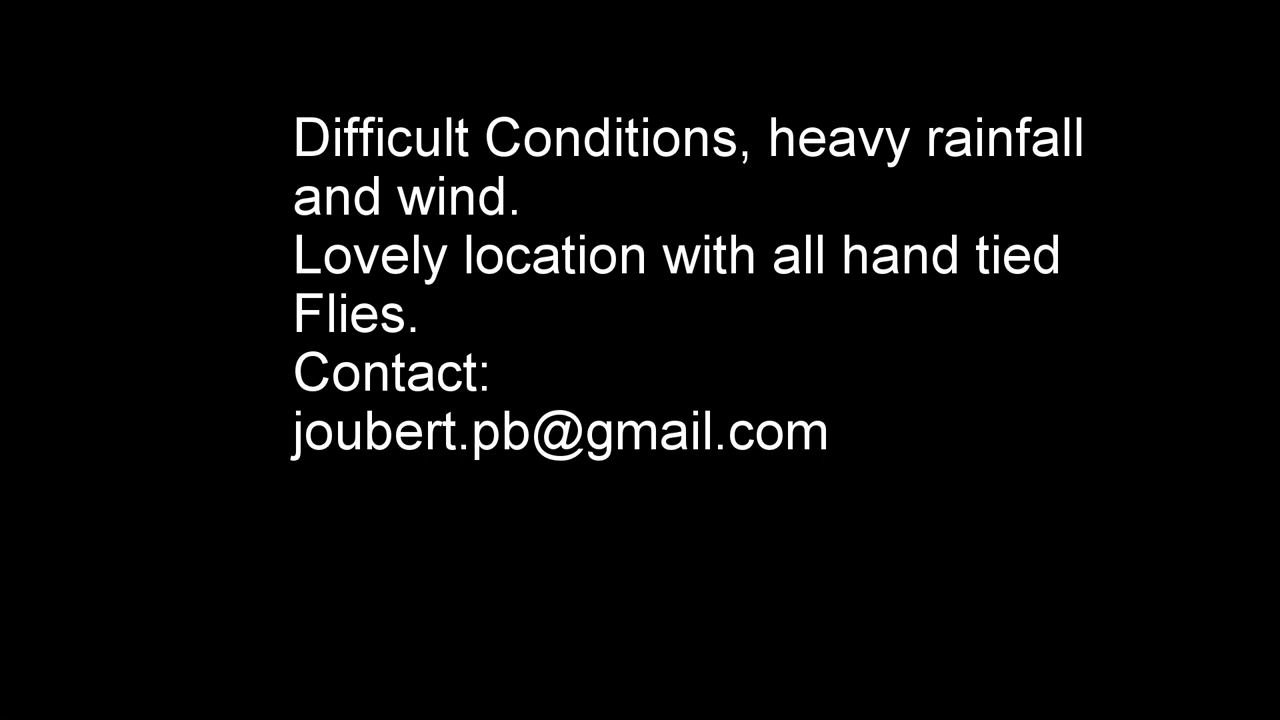 Difficult Conditions, heavy rainfall
and wind.
Lovely location with all hand tied
Flies.
Contact:
joubert.pb@gmail.com